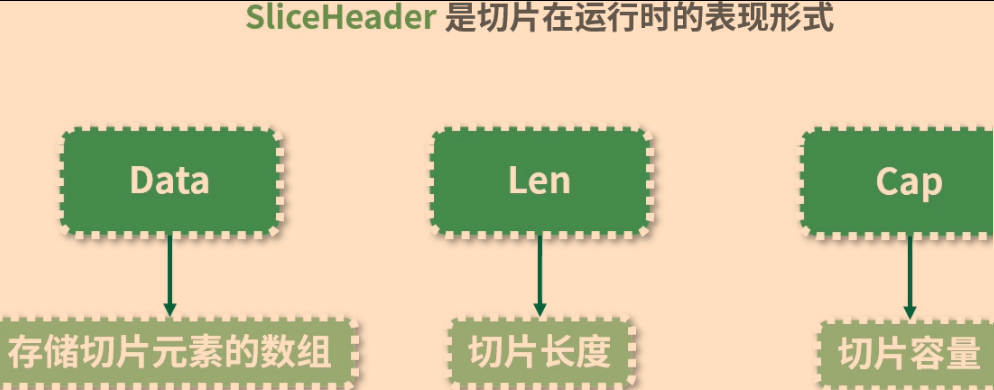 SliceHeader 是切片在运行时的表现形式
Data
Len
Cap
存储切片元素的数组
切片长度
切片容量